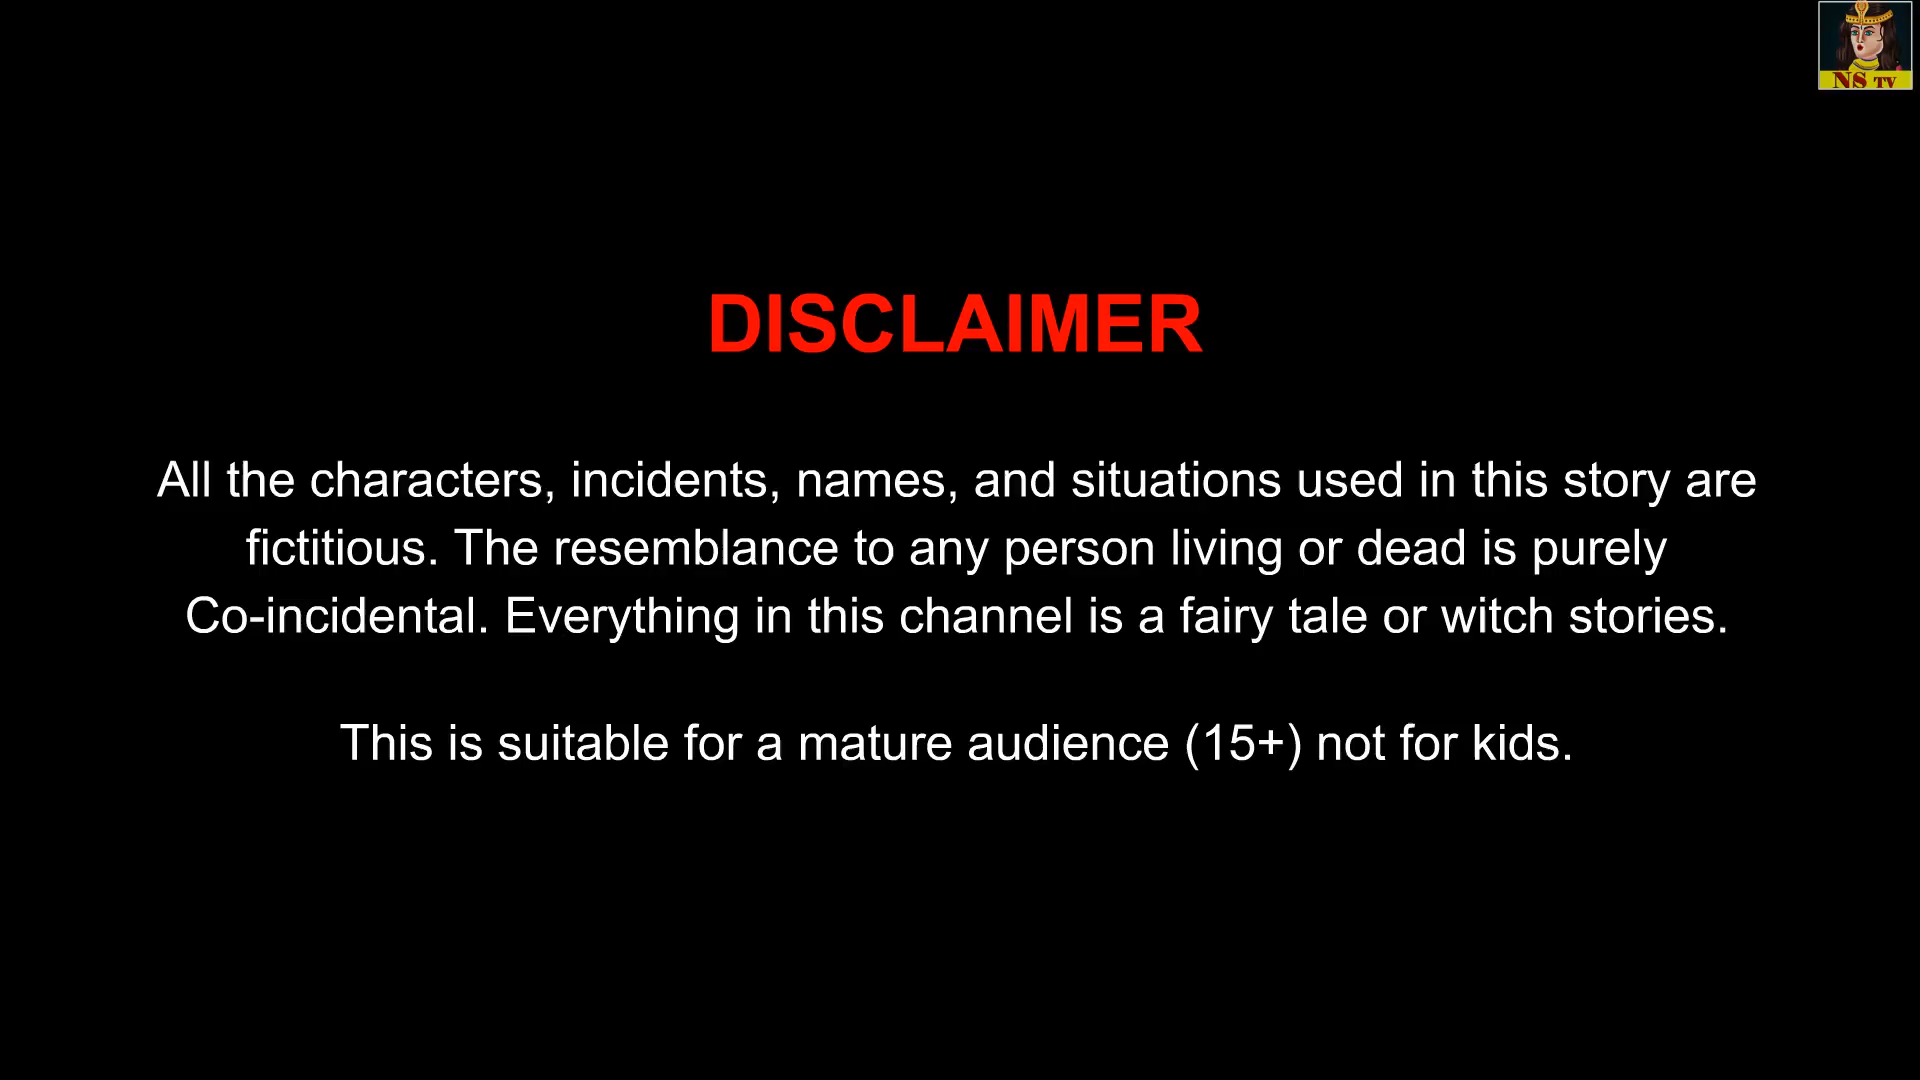 NS TV
DISCLAIMER
All the characters, incidents, names, and situations used in this story are
fictitious. The resemblance to any person living or dead is purely
Co-incidental. Everything in this channel is a fairy tale or witch stories.
This is suitable for a mature audience (15+) not for kids.